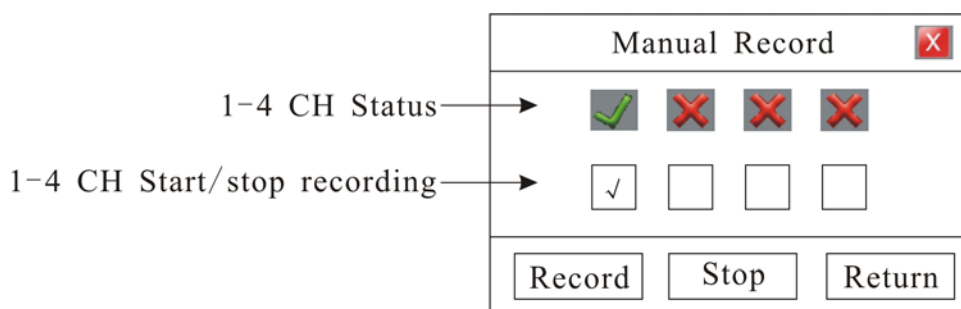 Manual Record X
1-4 CH Status
1-4 CH Start/stop recording
√
Record Stop Return